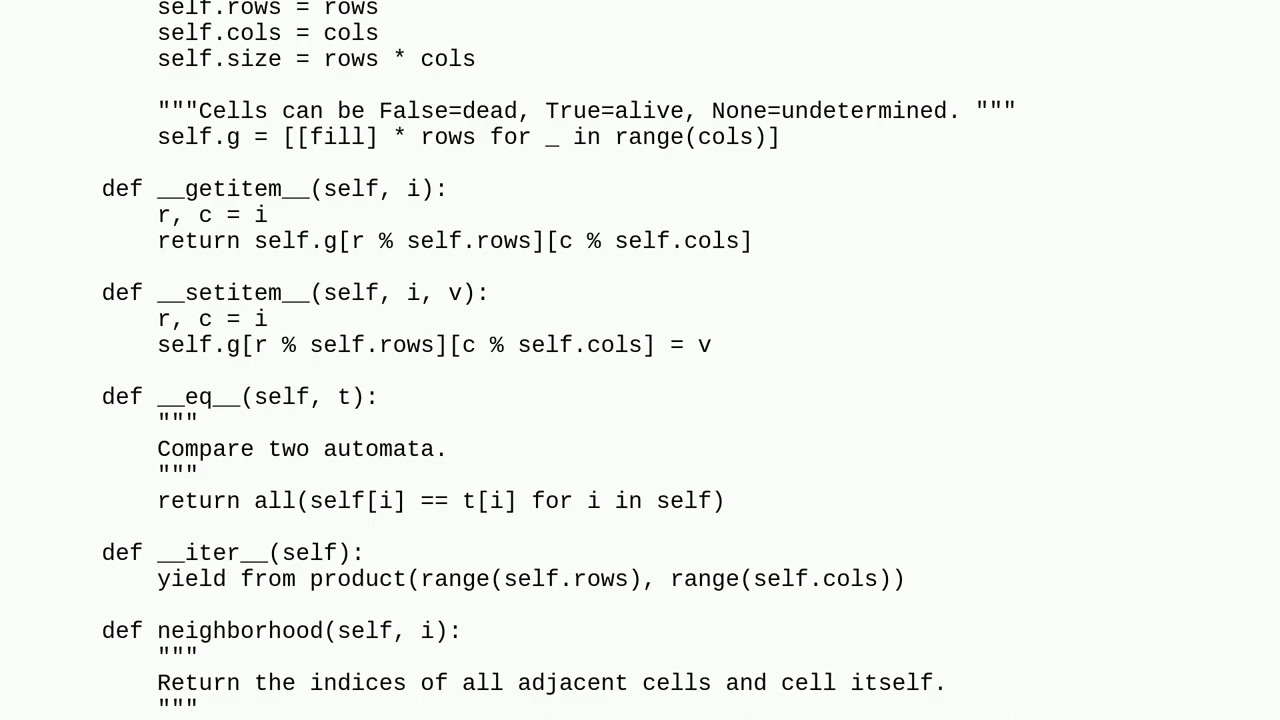 self.rows = rows
self.cols = cols
self.size = rows * cols
"""Cells can be False=dead, True=alive, None=undetermined. """
self.g = [[fill] * rows for _ in range(cols)]
def __getitem__(self, i):
r, c = i
return self.g[r % self.rows][c % self.cols]
def __setitem__(self, i, v):
r, c = i
self.g[r % self.rows][c % self.cols] = v
def __eq__(self, t):
"""
Compare two automata.
"""
return all(self[i] == t[i] for i in self)
def __iter__(self):
yield from product(range(self.rows), range(self.cols))
def neighborhood(self, i):
"""
Return the indices of all adjacent cells and cell itself.
"""